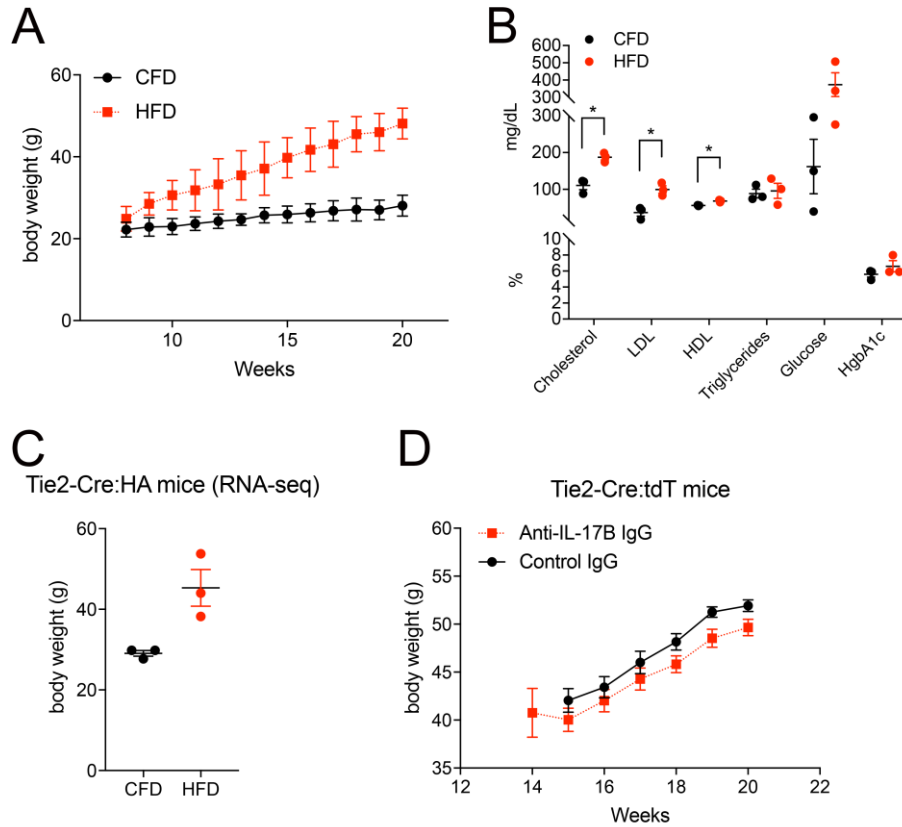 A
CFD
HFD
60
40
20
0
body weight (g)
10
15
20
Weeks
B
CFD
HFD
600
500
400
300
300
200
100
8
6
4
2
0
mg/dL
%
*
*
*
Cholesterol
LDL
HDL
Triglycerides
Glucose
HgbA1c
C
Tie2-Cre:HA mice (RNA-seq)
60
40
20
0
body weight (g)
CFD
HFD
D
Tie2-Cre:tdT mice
Anti-IL-17B IgG
Control IgG
60
55
50
45
40
35
body weight (g)
12
14
16
18
20
22
Weeks